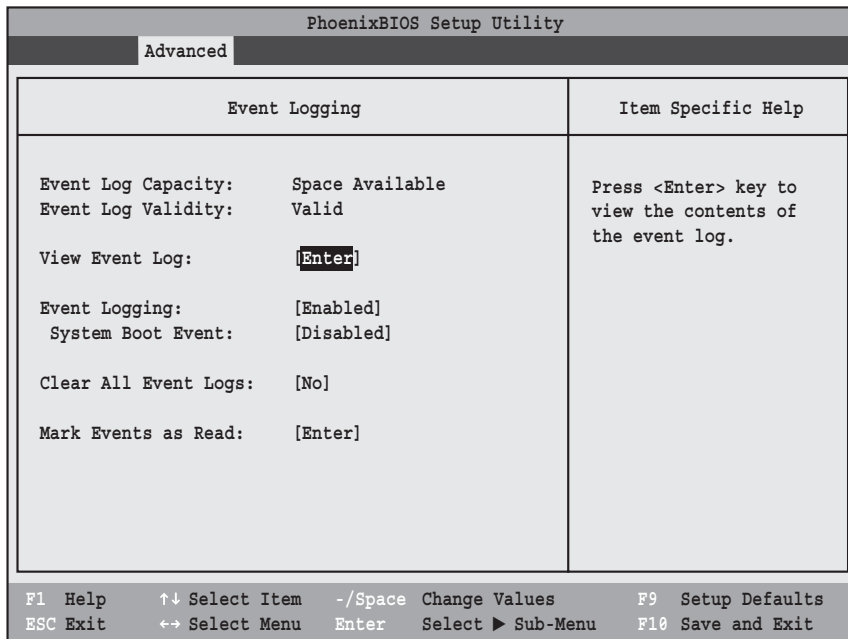 PhoenixBIOS Setup Utility
Advanced
Event Logging
Item Specific Help
Event Log Capacity: Space Available
Event Log Validity: Valid
View Event Log: [Enter]
Event Logging: [Enabled]
System Boot Event: [Disabled]
Clear All Event Logs: [No]
Mark Events as Read: [Enter]
Press <Enter> key to
view the contents of
the event log.
F1 Help ↑↓ Select Item -/Space Change Values F9 Setup Defaults
ESC Exit ←→ Select Menu Enter Select ▶ Sub-Menu F10 Save and Exit